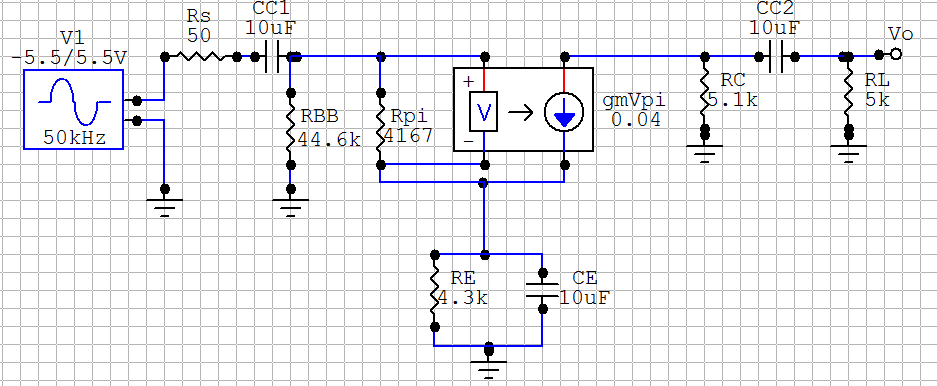 V1
-5.5/5.5V
50kHz
Rs
50
CC1
10uF
RBB
44.6k
Rpi
4167
+
V
-
gmVpi
0.04
CC2
10uF
Vo
RC
5.1k
RL
5k
RE
4.3k
CE
10uF